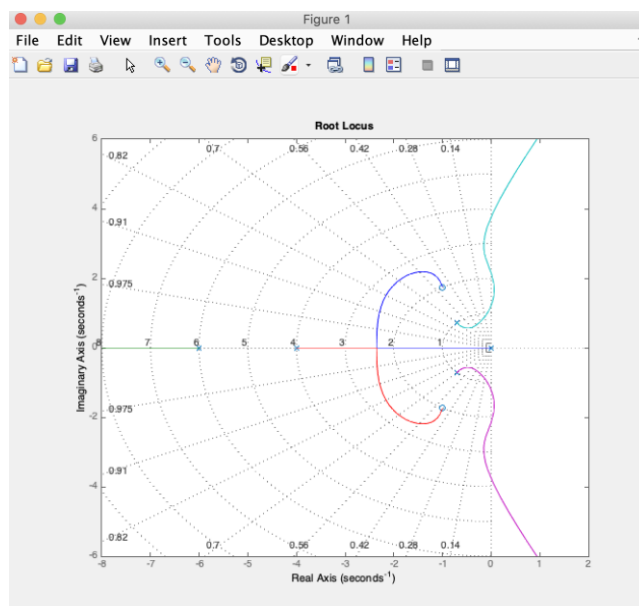 Figure 1
File Edit View Insert Tools Desktop Window Help
Root Locus
6
0.82 0.7 0.56 0.42 0.28 0.14
4
0.91
2
0.975
8 7 6 5 4 3 2 1
0
Imaginary Axis (seconds-1)
-2
0.975
-4
0.91
0.82 0.7 0.56 0.42 0.28 0.14
-6
-8 -7 -6 -5 -4 -3 -2 -1 0 1 2
Real Axis (seconds-1)